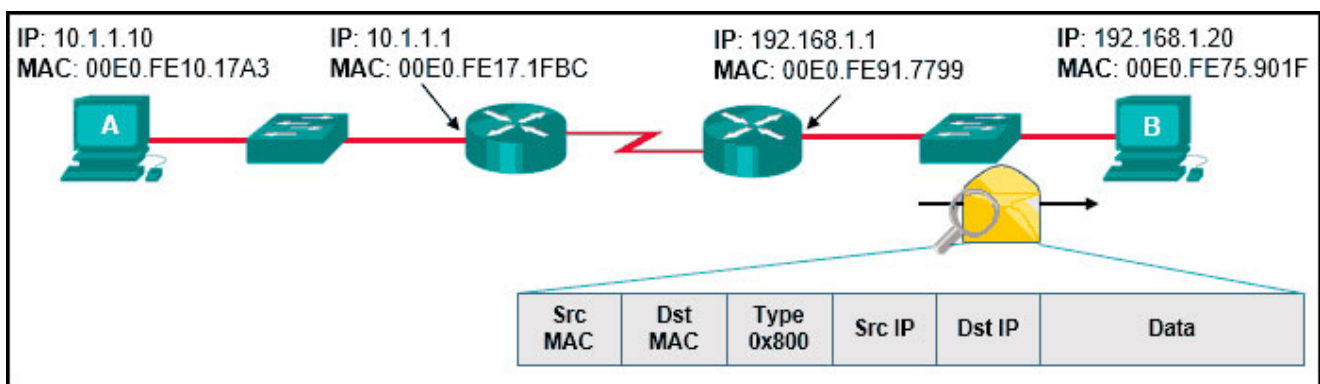 IP: 10.1.1.10
MAC: 00E0.FE10.17A3
IP: 10.1.1.1
MAC: 00E0.FE17.1FBC
IP: 192.168.1.1
MAC: 00E0.FE91.7799
IP: 192.168.1.20
MAC: 00E0.FE75.901F
A
B
Src MAC
Dst MAC
Type 0x800
Src IP
Dst IP
Data